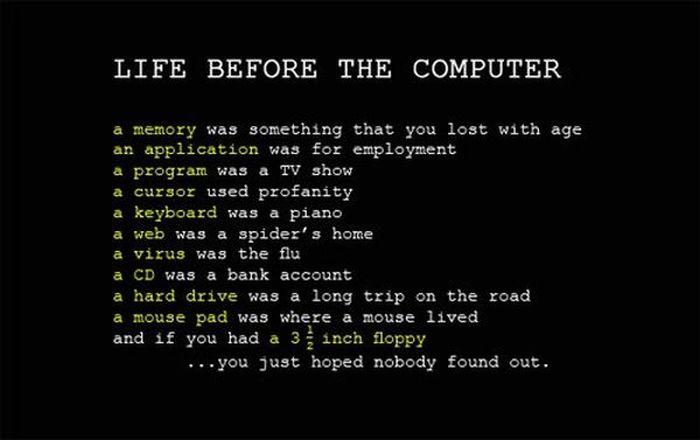 LIFE BEFORE THE COMPUTER
a memory was something that you lost with age
an application was for employment
a program was a TV show
a cursor used profanity
a keyboard was a piano
a web was a spider's home
a virus was the flu
a CD was a bank account
a hard drive was a long trip on the road
a mouse pad was where a mouse lived
and if you had a 3 ½ inch floppy
...you just hoped nobody found out.